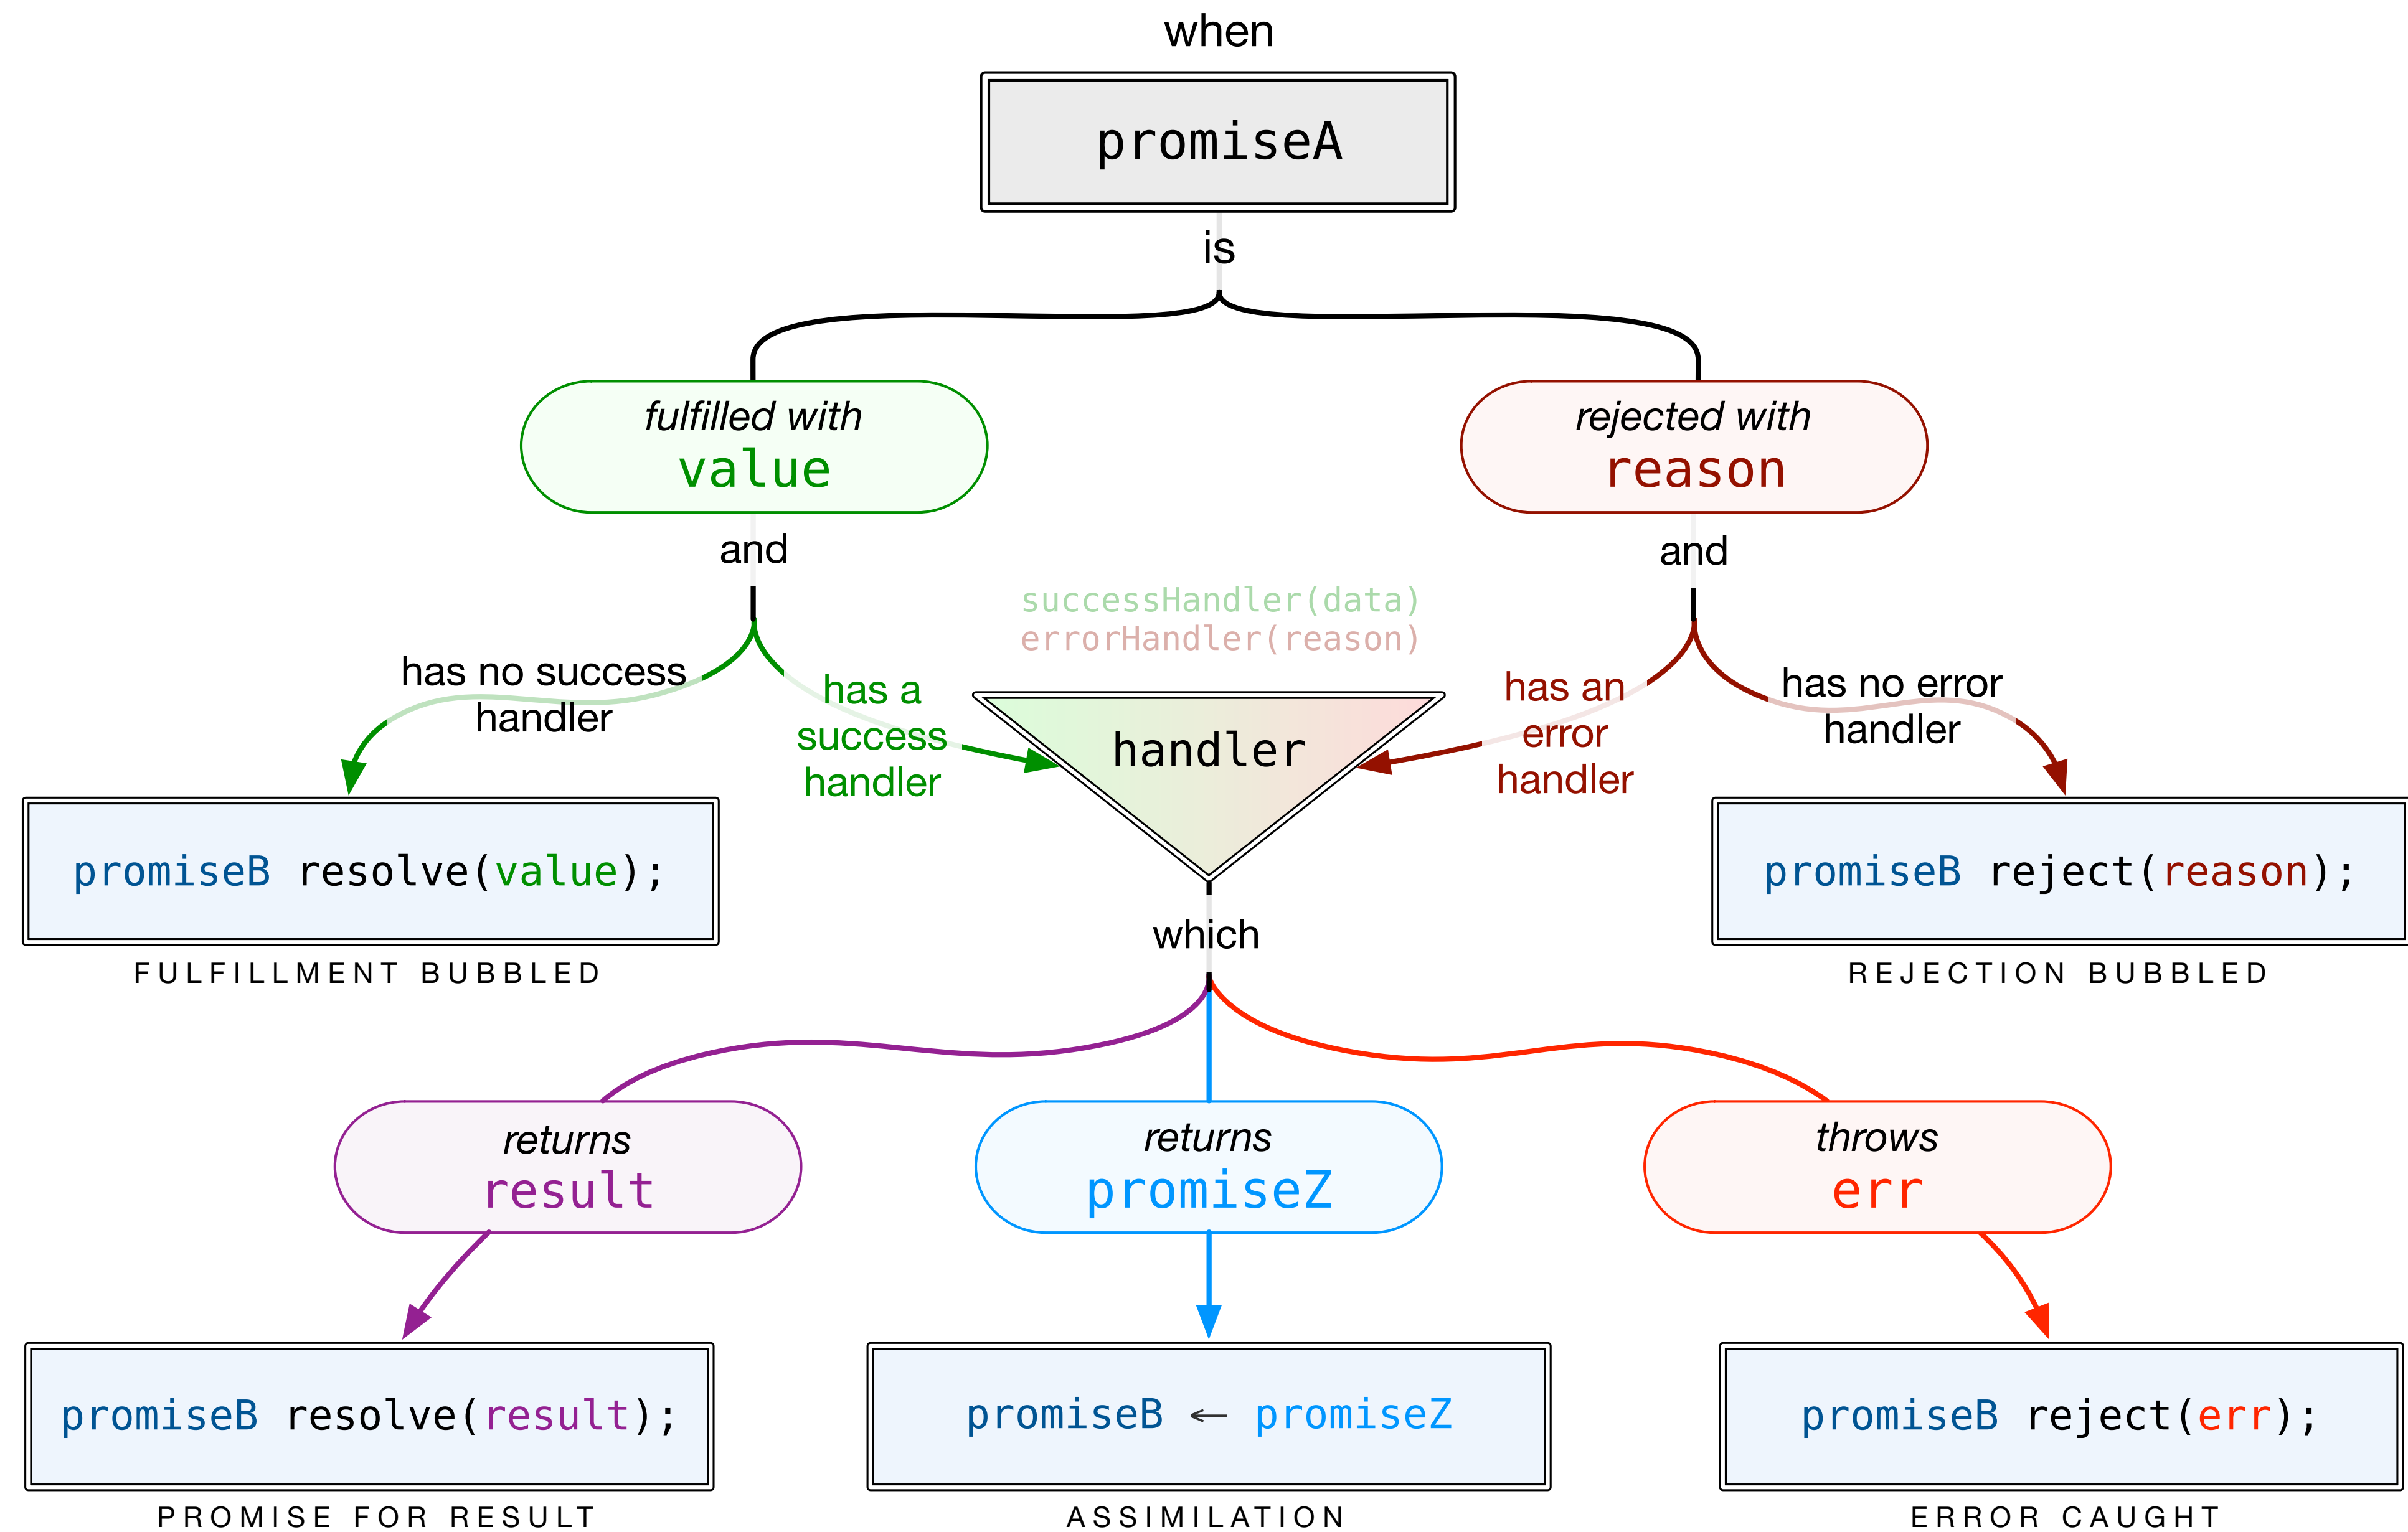 when
promiseA
is
fulfilled with
value
rejected with
reason
and
and
successHandler(data)
errorHandler(reason)
has no success
handler
has a
success
handler
handler
has an
error
handler
has no error
handler
promiseB resolve(value);
FULFILLMENT BUBBLED
promiseB reject(reason);
REJECTION BUBBLED
which
returns
result
returns
promiseZ
throws
err
promiseB resolve(result);
PROMISE FOR RESULT
promiseB ← promiseZ
ASSIMILATION
promiseB reject(err);
ERROR CAUGHT